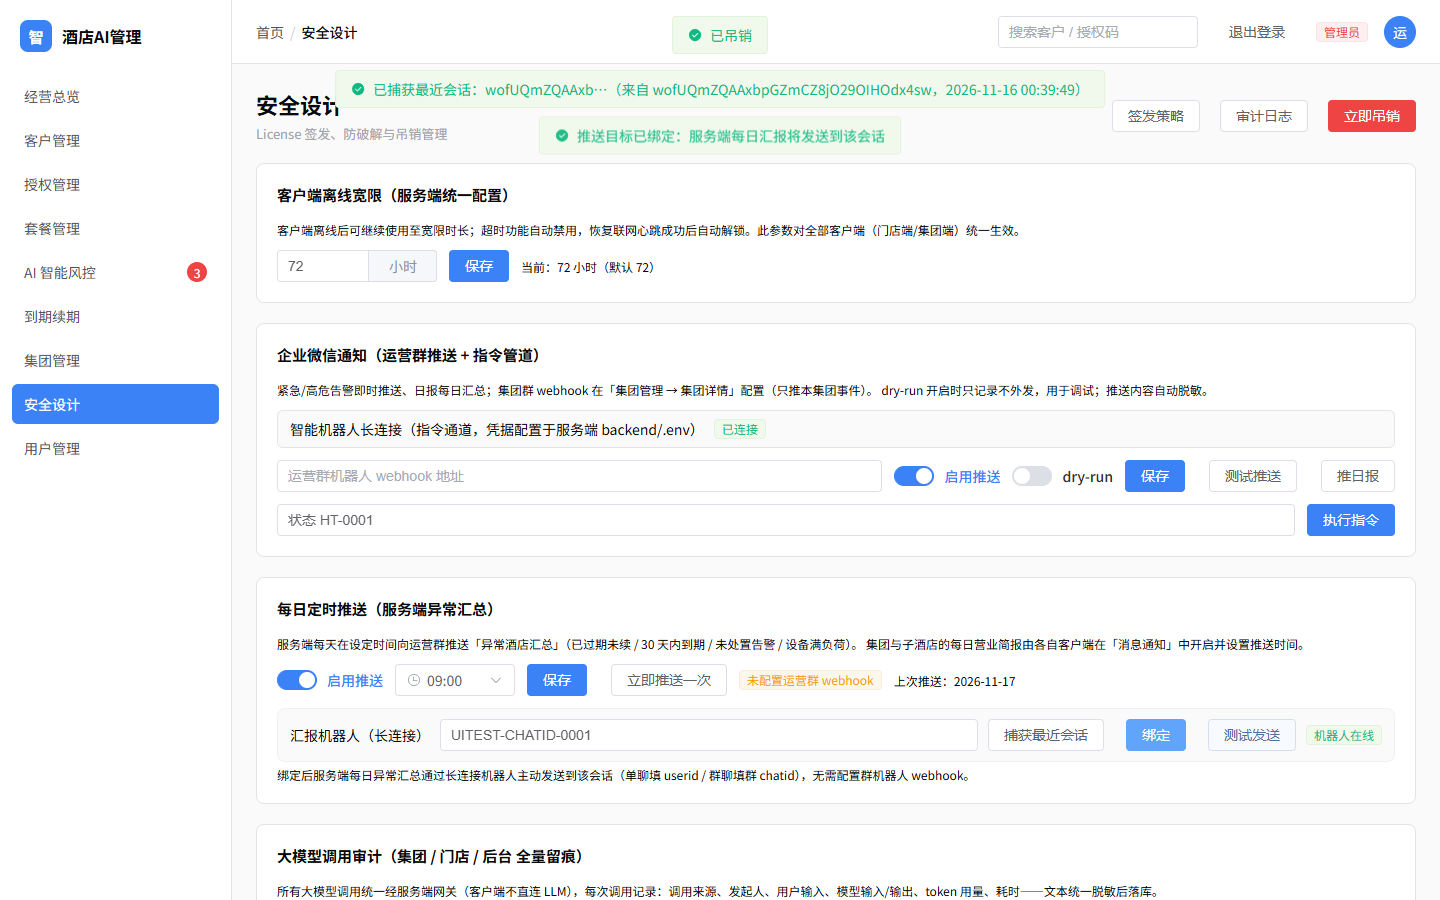 智 酒店AI管理
经营总览
客户管理
授权管理
套餐管理
AI 智能风控 3
到期续期
集团管理
安全设计
用户管理
首页 / 安全设计
已吊销
搜索客户 / 授权码
退出登录
管理员
运
已捕获最近会话：wofUQmZQAAxb…（来自 wofUQmZQAAxbpGZmCZ8jO29OIHOdx4sw，2026-11-16 00:39:49）
推送目标已绑定：服务端每日汇报将发送到该会话
安全设计
License 签发、防破解与吊销管理
签发策略
审计日志
立即吊销
客户端离线宽限（服务端统一配置）
客户端离线后可继续使用至宽限时长；超时功能自动禁用，恢复联网心跳成功后自动解锁。此参数对全部客户端（门店端/集团端）统一生效。
72 小时 保存 当前：72 小时（默认 72）
企业微信通知（运营群推送 + 指令管道）
紧急/高危告警即时推送、日报每日汇总；集团群 webhook 在「集团管理 → 集团详情」配置（只推本集团事件）。 dry-run 开启时只记录不外发，用于调试；推送内容自动脱敏。
智能机器人长连接（指令通道，凭据配置于服务端 backend/.env） 已连接
运营群机器人 webhook 地址 启用推送 dry-run 保存 测试推送 推日报
状态 HT-0001 执行指令
每日定时推送（服务端异常汇总）
服务端每天在设定时间向运营群推送「异常酒店汇总」（已过期未续 / 30 天内到期 / 未处置告警 / 设备满负荷）。 集团与子酒店的每日营业简报由各自客户端在「消息通知」中开启并设置推送时间。
启用推送 09:00 保存 立即推送一次 未配置运营群 webhook 上次推送：2026-11-17
汇报机器人（长连接） UITEST-CHATID-0001 捕获最近会话 绑定 测试发送 机器人在线
绑定后服务端每日异常汇总通过长连接机器人主动发送到该会话（单聊填 userid / 群聊填群 chatid），无需配置群机器人 webhook。
大模型调用审计（集团 / 门店 / 后台 全量留痕）
所有大模型调用统一经服务端网关（客户端不直连 LLM），每次调用记录：调用来源、发起人、用户输入、模型输入/输出、token 用量、耗时——文本统一脱敏后落库。